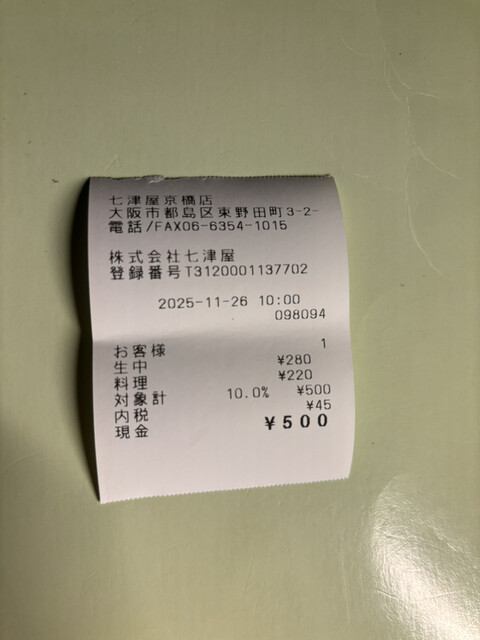 七津屋京橋店
大阪市都島区東野田町3-2-
電話/FAX06-6354-1015
株式会社七津屋
登録番号T3120001137702
2025-11-26 10:00
098094
お客様 1
生中 ¥280
料理 ¥220
対象計 10.0% ¥500
内税 ¥45
現金 ¥500